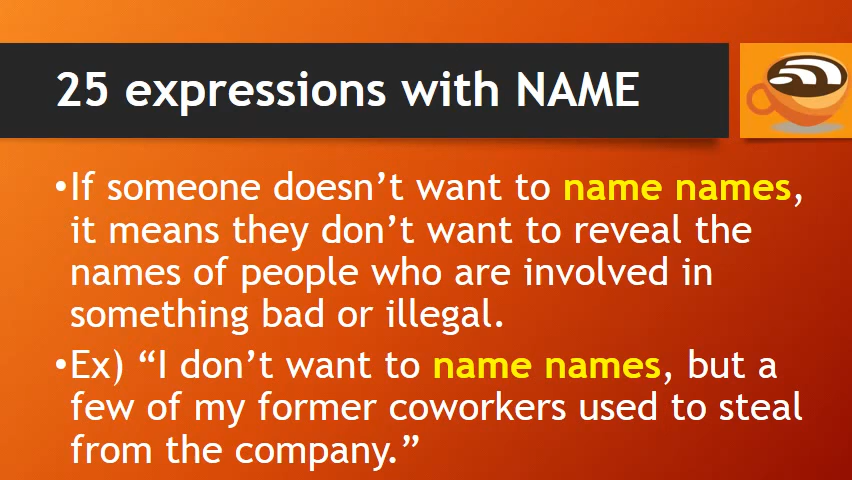 25 expressions with NAME
•If someone doesn’t want to name names,
it means they don’t want to reveal the
names of people who are involved in
something bad or illegal.
•Ex) “I don’t want to name names, but a
few of my former coworkers used to steal
from the company.”